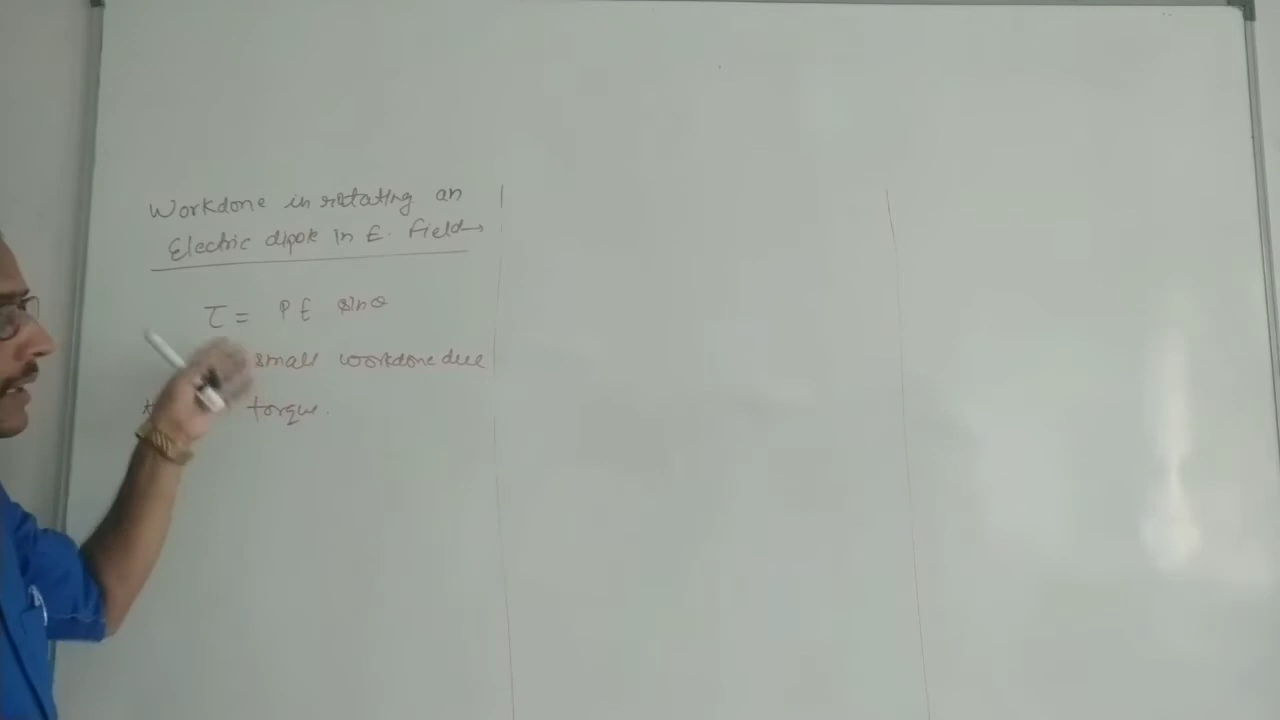 Workdone in rotating an
Electric dipole in E. Field→
τ = PE sinθ
small workdone due
torque.